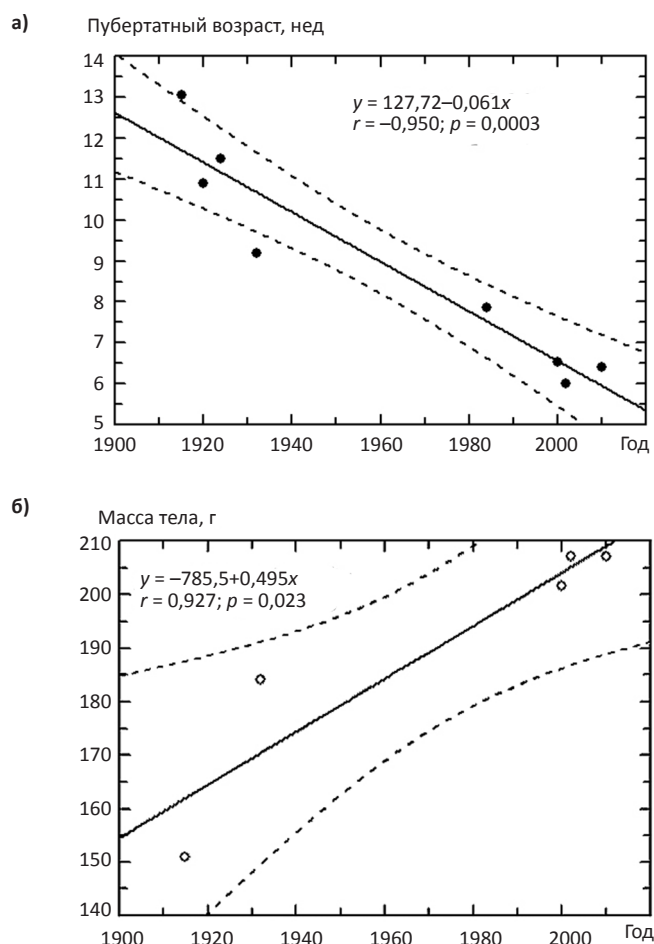 а)
Пубертатный возраст, нед
14
13
12
11
10
9
8
7
6
5
y = 127,72–0,061x
r = –0,950; p = 0,0003
1900 1920 1940 1960 1980 2000 Год
б)
Масса тела, г
210
200
190
180
170
160
150
140
y = –785,5+0,495x
r = 0,927; p = 0,023
1900 1920 1940 1960 1980 2000 Год